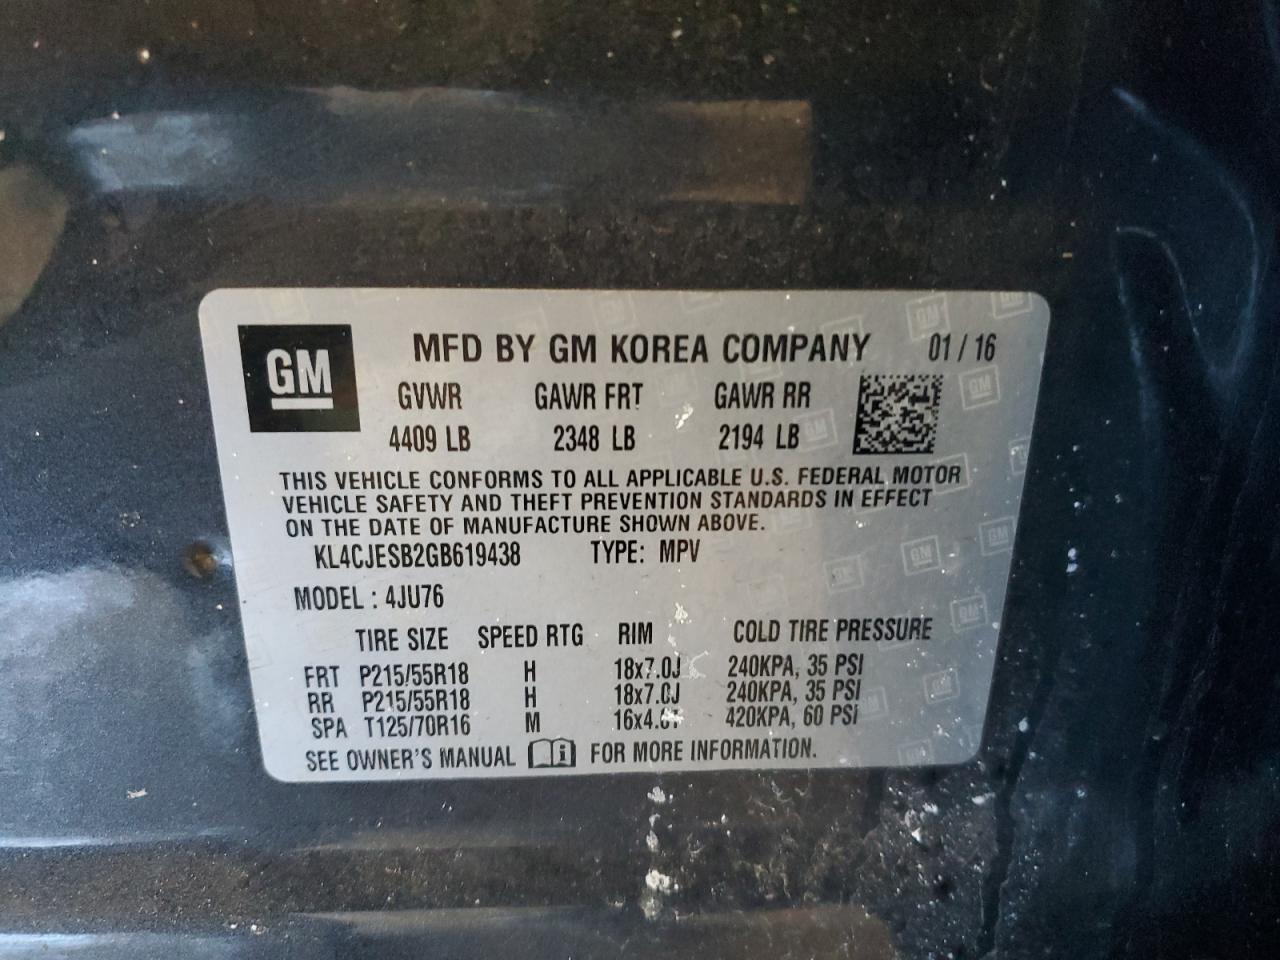 GM
MFD BY GM KOREA COMPANY 01 / 16
GVWR GAWR FRT GAWR RR
4409 LB 2348 LB 2194 LB
THIS VEHICLE CONFORMS TO ALL APPLICABLE U.S. FEDERAL MOTOR
VEHICLE SAFETY AND THEFT PREVENTION STANDARDS IN EFFECT
ON THE DATE OF MANUFACTURE SHOWN ABOVE.
KL4CJESB2GB619438 TYPE: MPV
MODEL : 4JU76
TIRE SIZE SPEED RTG RIM COLD TIRE PRESSURE
FRT P215/55R18 H 18x7.0J 240KPA, 35 PSI
RR P215/55R18 H 18x7.0J 240KPA, 35 PSI
SPA T125/70R16 M 420KPA, 60 PSI
SEE OWNER'S MANUAL FOR MORE INFORMATION.